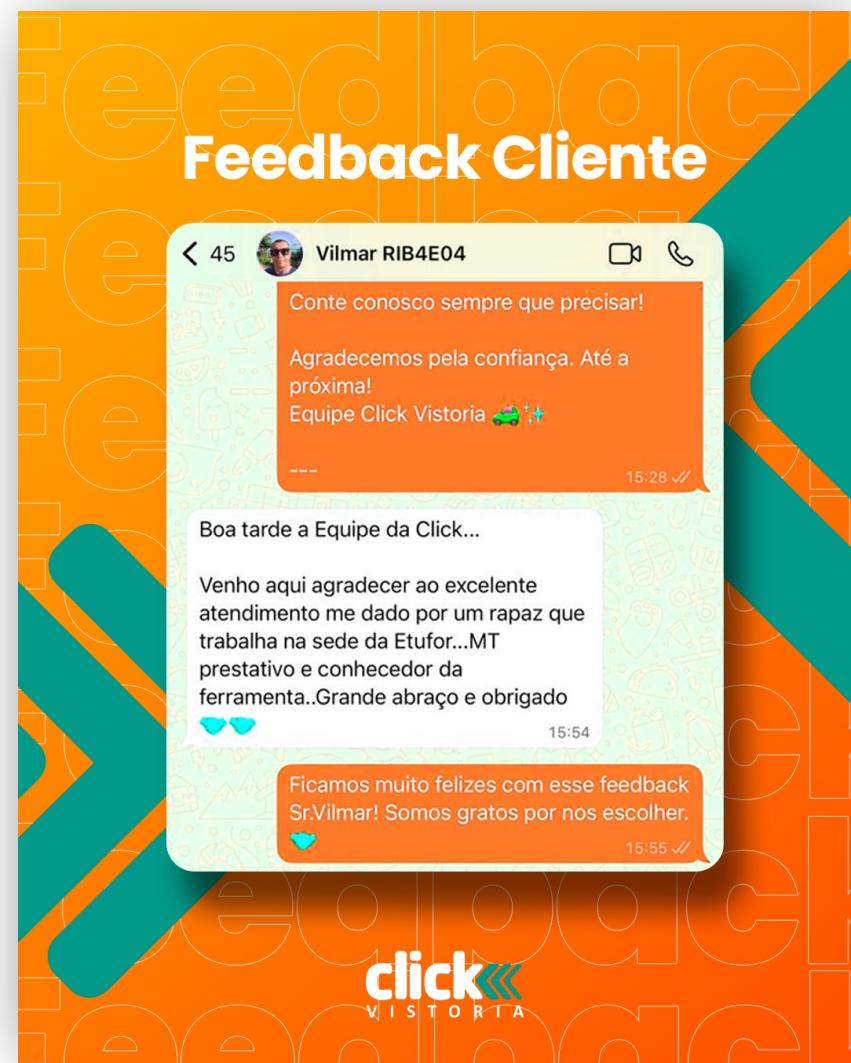 Feedback
Feedback Cliente
45 Vilmar RIB4E04
Conte conosco sempre que precisar!
Agradecemos pela confiança. Até a
próxima!
Equipe Click Vistoria 🚗✨
---
15:28
Boa tarde a Equipe da Click...
Venho aqui agradecer ao excelente
atendimento me dado por um rapaz que
trabalha na sede da Etufor...MT
prestativo e conhecedor da
ferramenta..Grande abraço e obrigado
15:54
Ficamos muito felizes com esse feedback
Sr.Vilmar! Somos gratos por nos escolher.
15:55
click
VISTORIA